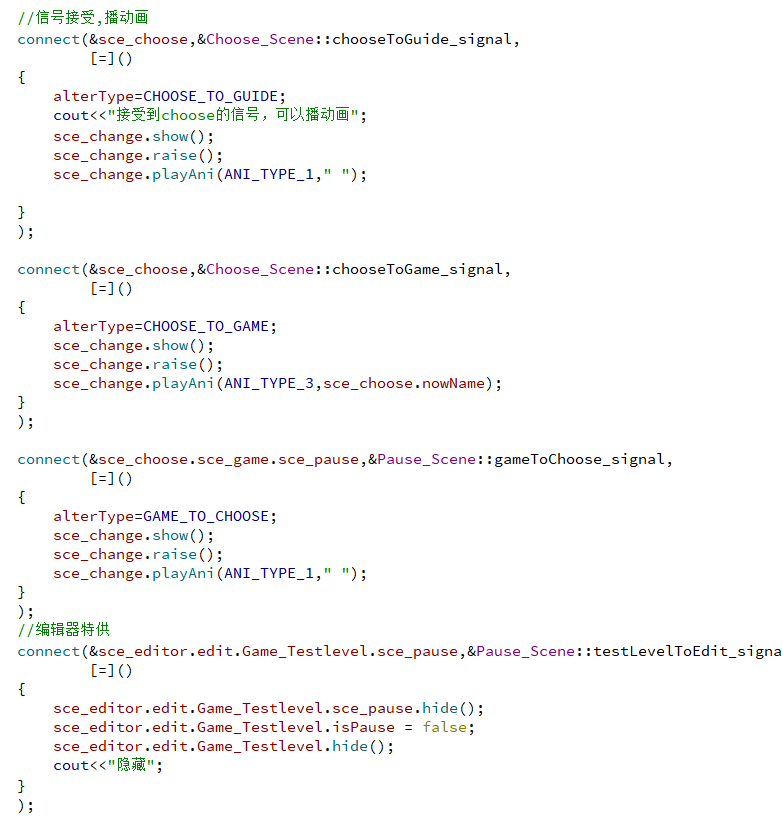 //信号接受,播动画
connect(&sce_choose,&Choose_Scene::chooseToGuide_signal,
[=]()
{
alterType=CHOOSE_TO_GUIDE;
cout<<"接受到choose的信号，可以播动画";
sce_change.show();
sce_change.raise();
sce_change.playAni(ANI_TYPE_1," ");
}
);
connect(&sce_choose,&Choose_Scene::chooseToGame_signal,
[=]()
{
alterType=CHOOSE_TO_GAME;
sce_change.show();
sce_change.raise();
sce_change.playAni(ANI_TYPE_3,sce_choose.nowName);
}
);
connect(&sce_choose.sce_game.sce_pause,&Pause_Scene::gameToChoose_signal,
[=]()
{
alterType=GAME_TO_CHOOSE;
sce_change.show();
sce_change.raise();
sce_change.playAni(ANI_TYPE_1," ");
}
);
//编辑器特供
connect(&sce_editor.edit.Game_Testlevel.sce_pause,&Pause_Scene::testLevelToEdit_signa
[=]()
{
sce_editor.edit.Game_Testlevel.sce_pause.hide();
sce_editor.edit.Game_Testlevel.isPause = false;
sce_editor.edit.Game_Testlevel.hide();
cout<<"隐藏";
}
);